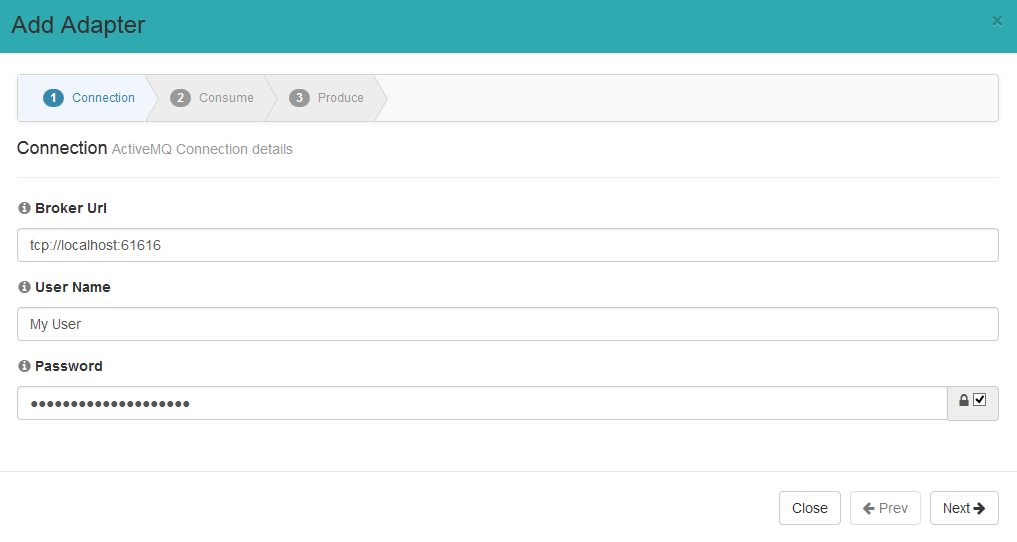 Add Adapter
×
1 Connection 2 Consume 3 Produce
Connection ActiveMQ Connection details
Broker Url
tcp://localhost:61616
User Name
My User
Password
●●●●●●●●●●●●●●●●●●●●
Close Prev Next